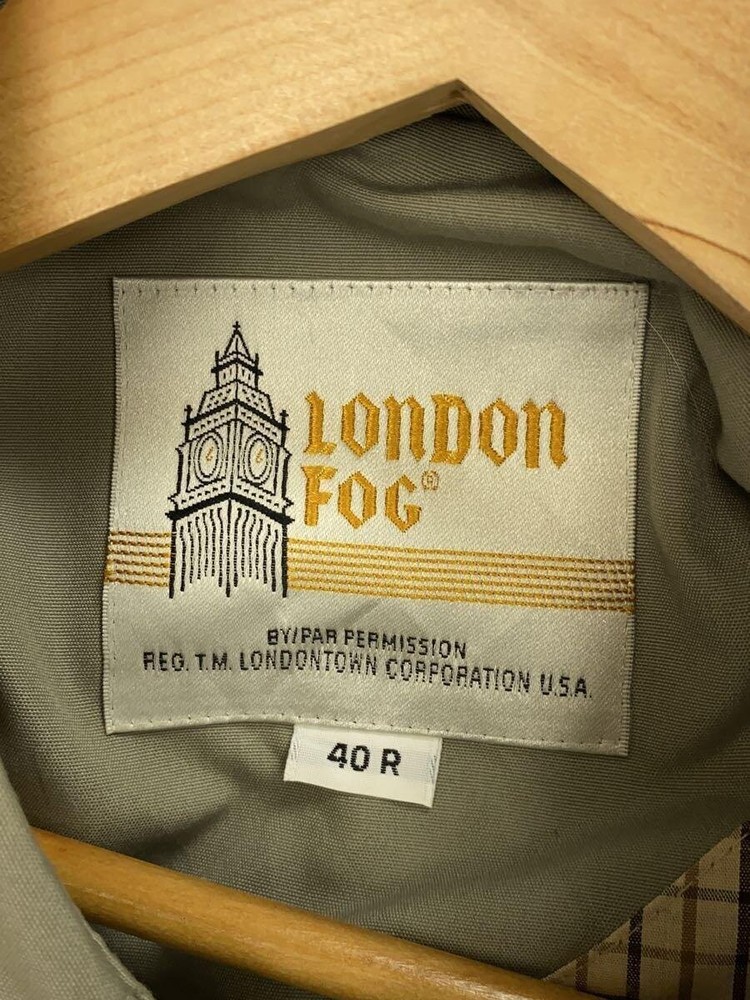 LONDON
FOG®
BY/PAR PERMISSION
REG. T.M. LONDONTOWN CORPORATION U.S.A.
40 R